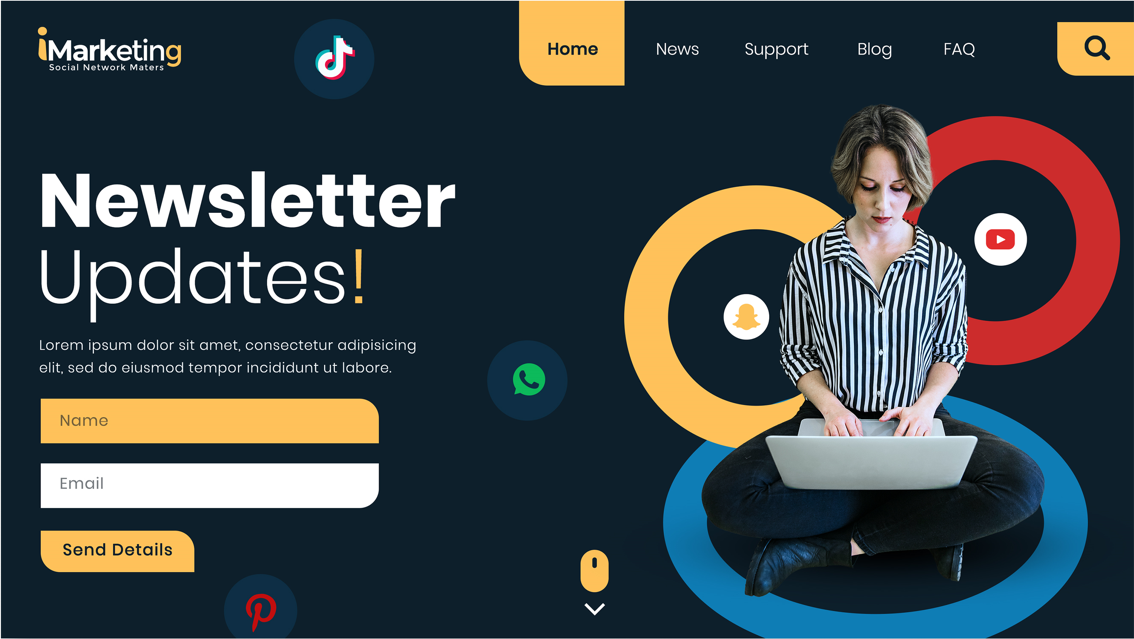 iMarketing
Social Network Maters
Home
News
Support
Blog
FAQ
Newsletter
Updates!
Lorem ipsum dolor sit amet, consectetur adipisicing
elit, sed do eiusmod tempor incididunt ut labore.
Name
Email
Send Details